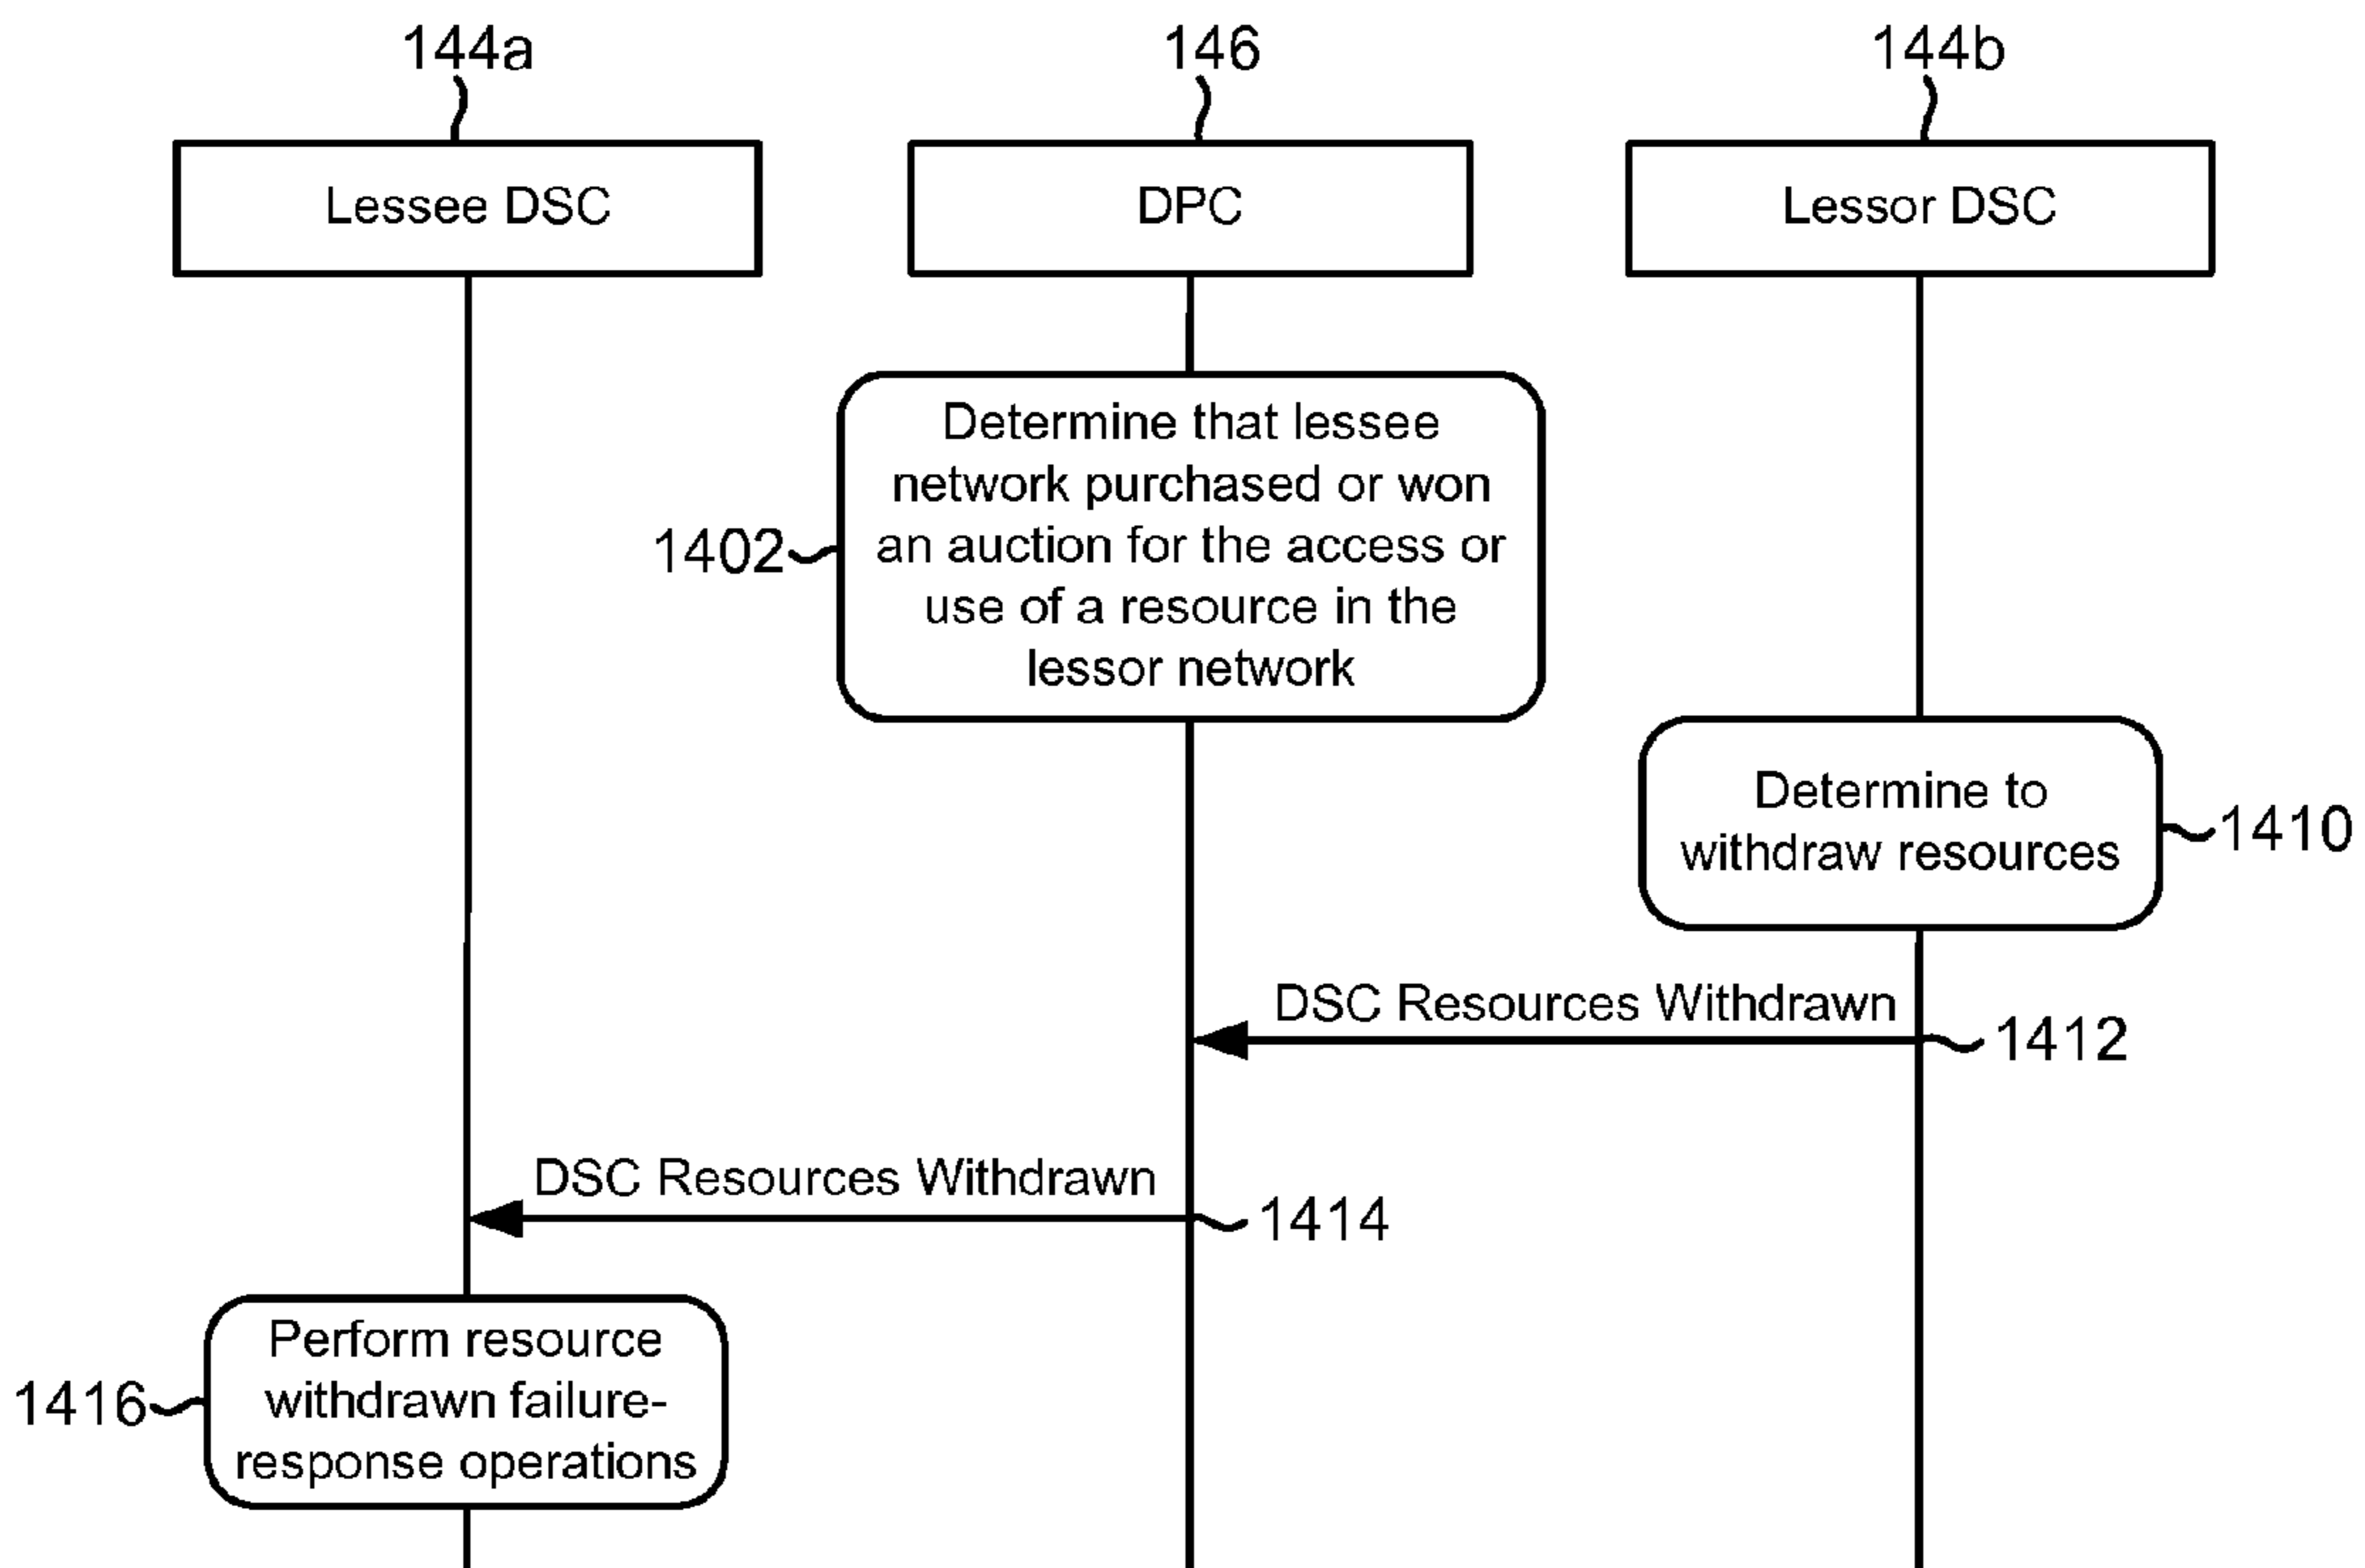 144a
146
144b
Lessee DSC
DPC
Lessor DSC
Determine that lessee
network purchased or won
an auction for the access or
use of a resource in the
lessor network
1402
Determine to
withdraw resources
1410
DSC Resources Withdrawn
1412
DSC Resources Withdrawn
1414
Perform resource
withdrawn failure-
response operations
1416